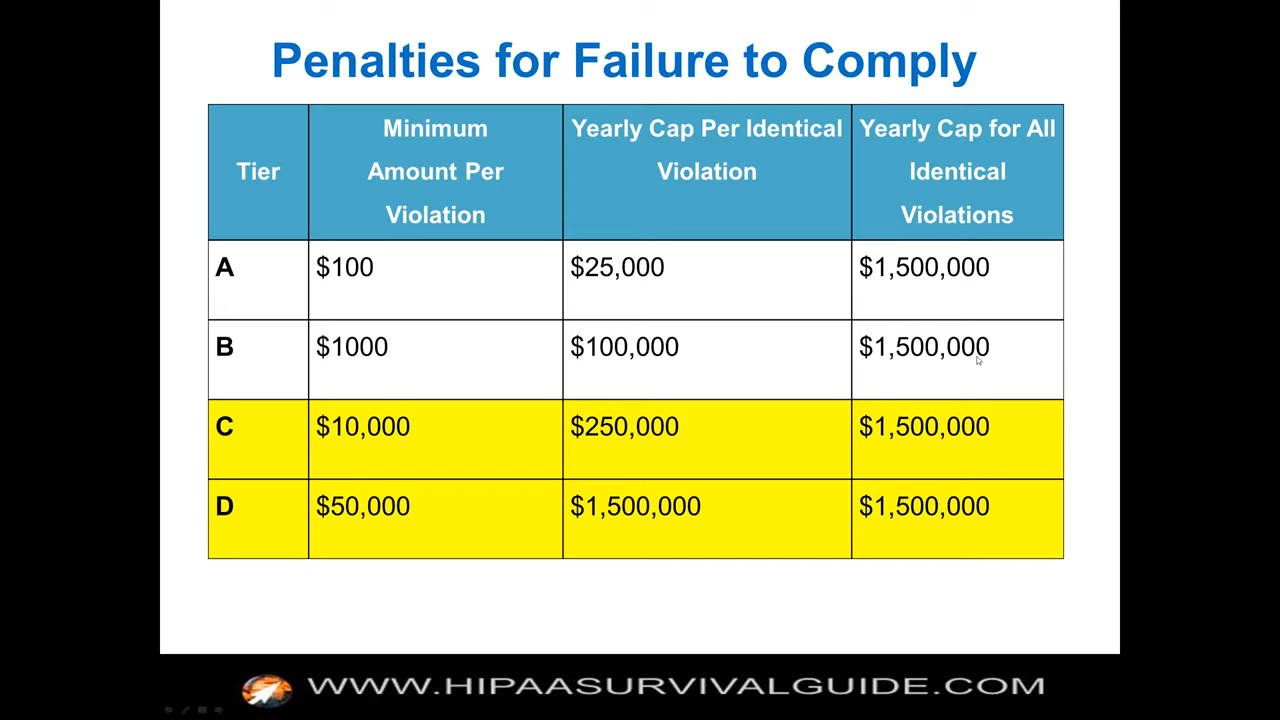 Penalties for Failure to Comply
Tier
Minimum
Amount Per
Violation
Yearly Cap Per Identical
Violation
Yearly Cap for All
Identical
Violations
A $100 $25,000 $1,500,000
B $1000 $100,000 $1,500,000
C $10,000 $250,000 $1,500,000
D $50,000 $1,500,000 $1,500,000
WWW.HIPAASURVIVALGUIDE.COM